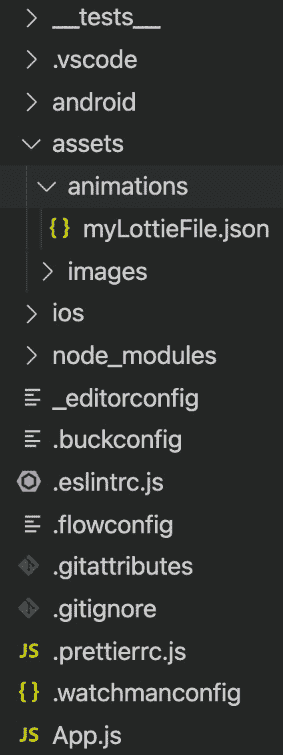 __tests__
.vscode
android
assets
animations
{} myLottieFile.json
images
ios
node_modules
_editorconfig
.buckconfig
.eslintrc.js
.flowconfig
.gitattributes
.gitignore
JS .prettierrc.js
{} .watchmanconfig
JS App.js